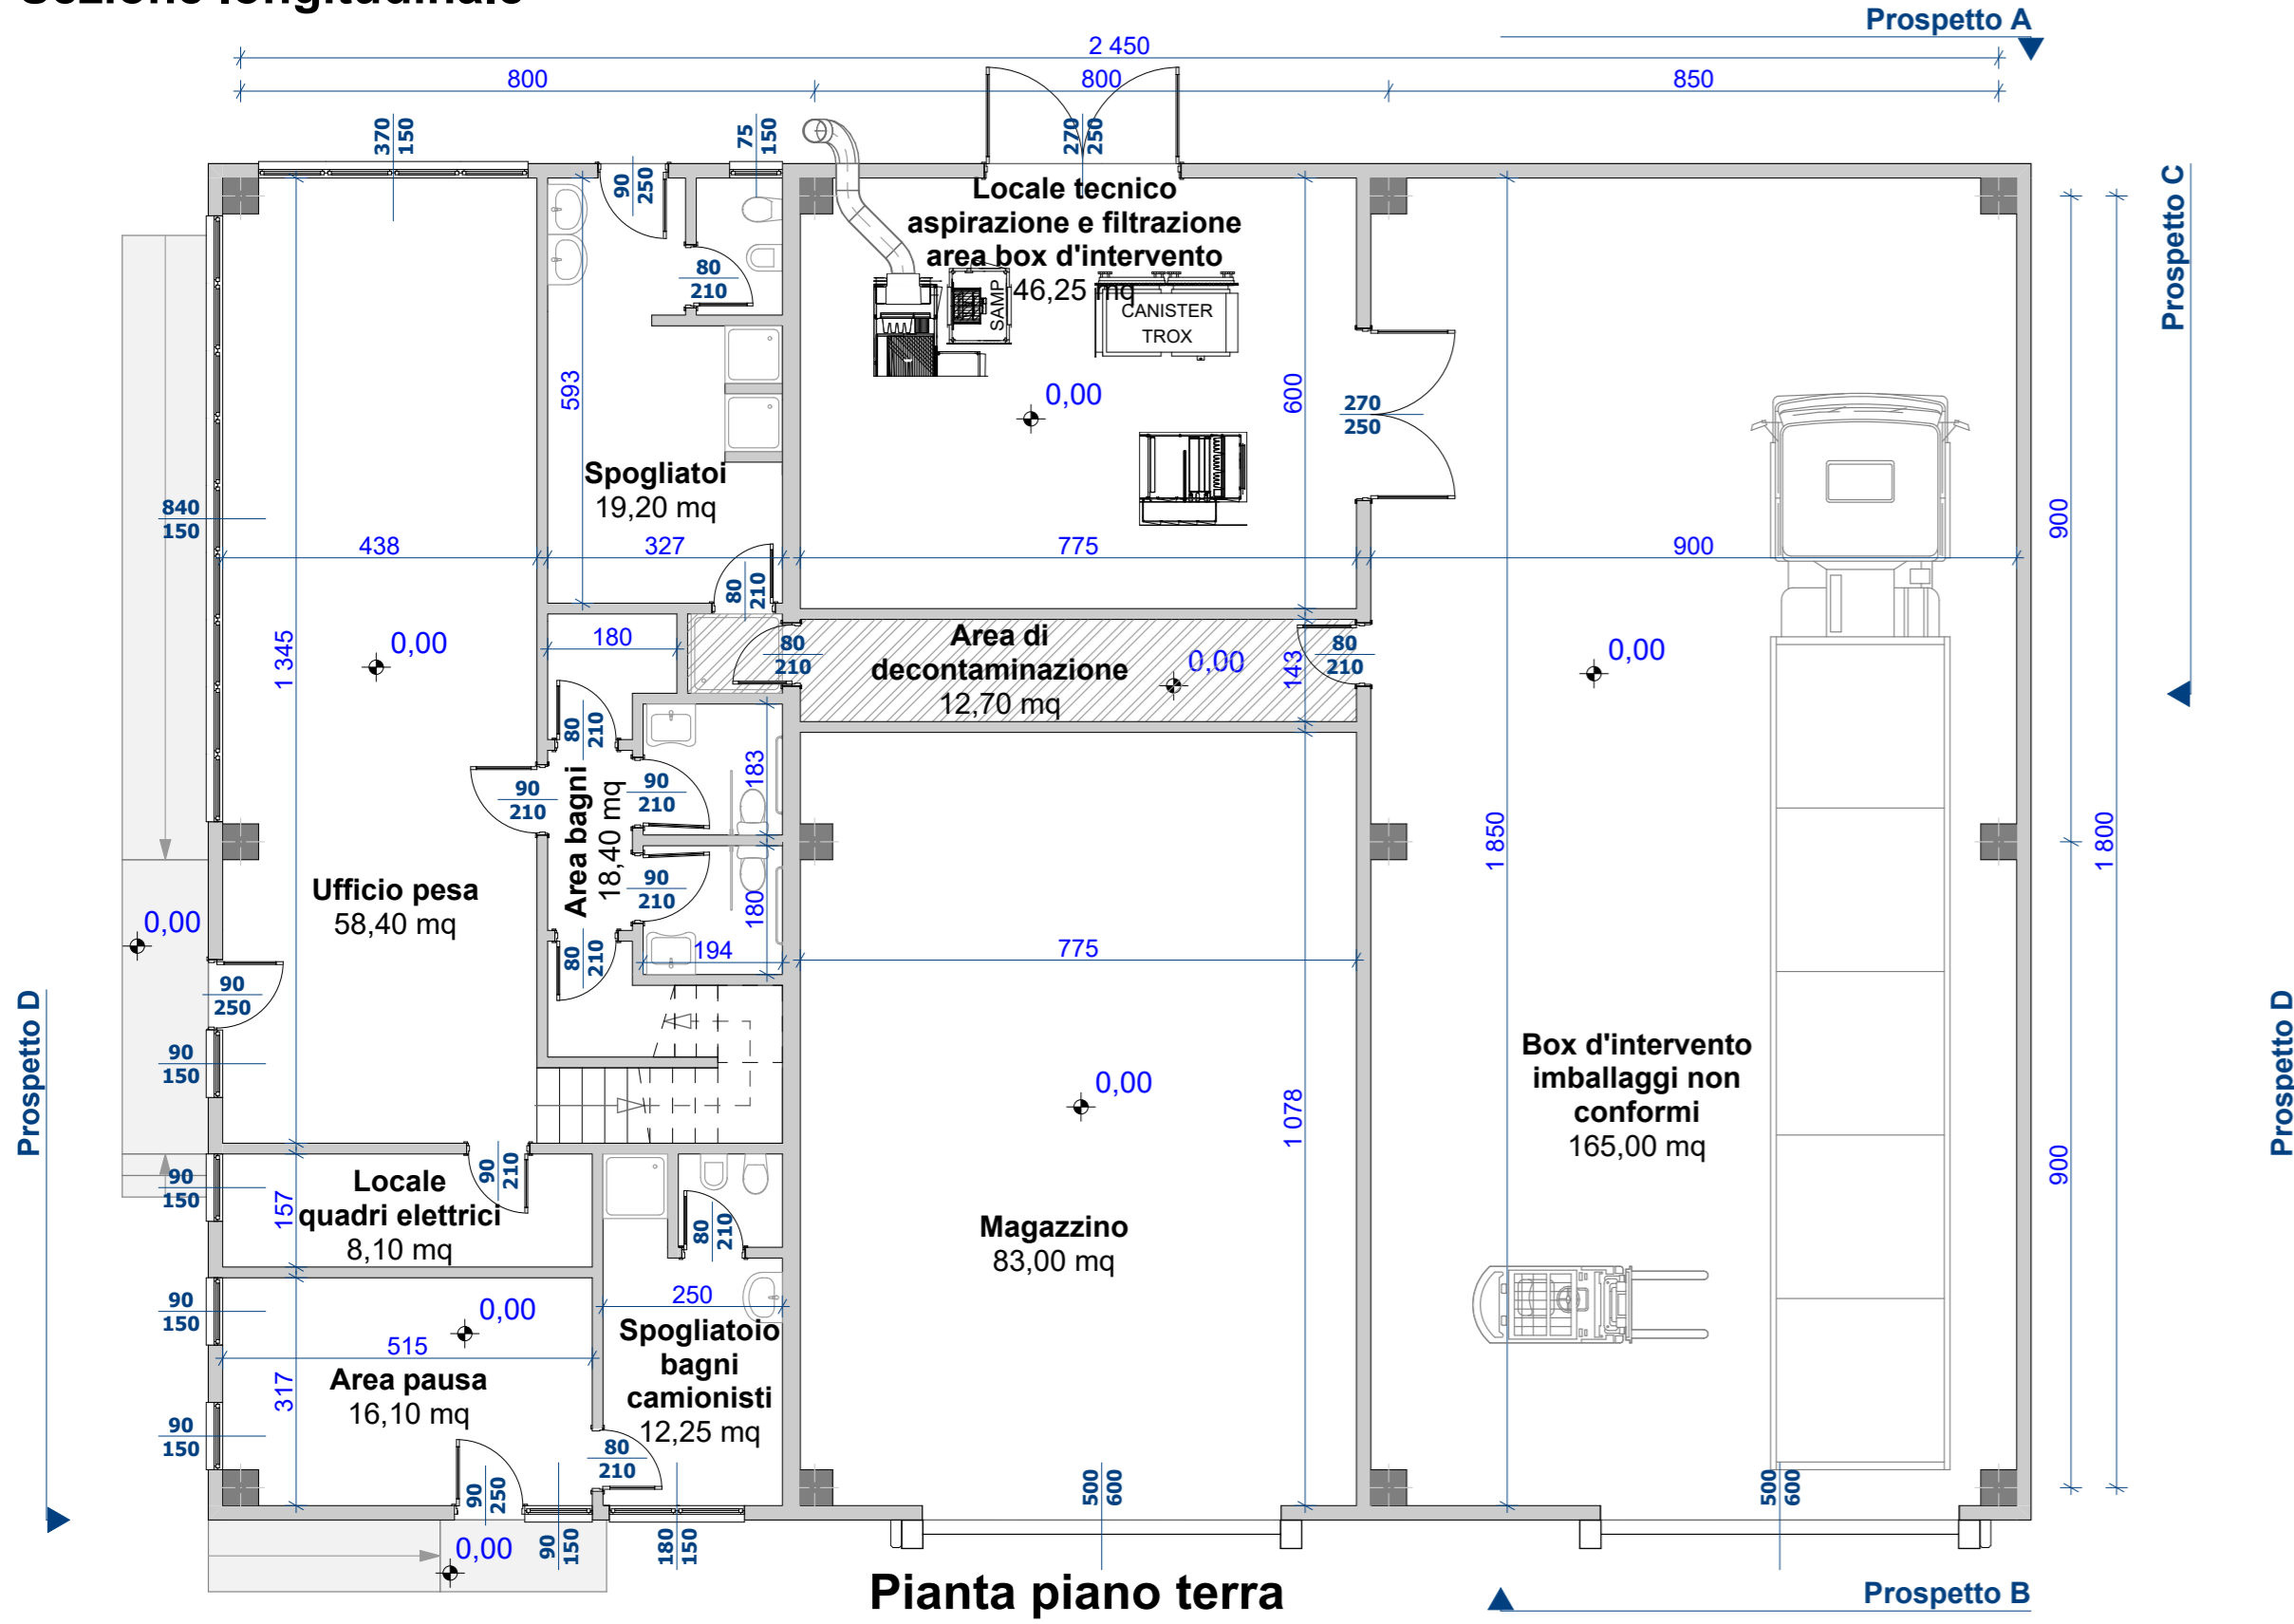 Prospetto A
2 450
800
800
850
370
150
75
150
270
250
90
250
Locale tecnico
aspirazione e filtrazione
area box d'intervento
46,25 mq
SAMP
CANISTER
TROX
80
210
Prospetto C
593
600
0,00
270
250
Spogliatoi
19,20 mq
840
150
438
327
775
900
900
80
210
1 345
0,00
180
Area di
decontaminazione
12,70 mq
80
210
0,00
143
80
210
0,00
80
210
183
90
210
90
210
Area bagni
18,40 mq
1 850
1 800
Ufficio pesa
58,40 mq
90
210
180
0,00
80
210
194
775
90
250
Prospetto D
Prospetto D
90
150
Box d'intervento
imballaggi non
conformi
165,00 mq
0,00
1 078
900
90
150
90
210
Locale
quadri elettrici
8,10 mq
157
80
210
Magazzino
83,00 mq
250
90
150
0,00
515
Spogliatoio
bagni
camionisti
12,25 mq
Area pausa
16,10 mq
317
90
150
80
210
90
250
500
600
500
600
0,00
90
150
180
150
Pianta piano terra
Prospetto B